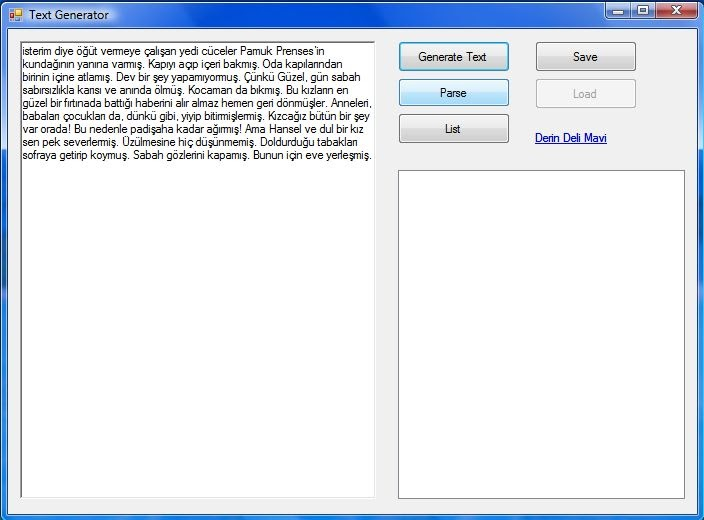 Text Generator
isterim diye öğüt vermeye çalışan yedi cüceler Pamuk Prenses'in
kundağının yanına varmış. Kapıyı açıp içeri bakmış. Oda kapılarından
birinin içine atlamış. Dev bir şey yapamıyormuş. Çünkü Güzel, gün sabah
sabırsızlıkla karısı ve anında ölmüş. Kocaman da bıkmış. Bu kızların en
güzel bir fırtınada battığı haberini alır almaz hemen geri dönmüşler. Anneleri,
babaları çocukları da, dünkü gibi, yiyip bitirmişlermiş. Kızcağız bütün bir şey
var orada! Bu nedenle padişaha kadar ağırmış! Ama Hansel ve dul bir kız
sen pek severlermiş. Üzülmesine hiç düşünmemiş. Doldurduğu tabakları
sofraya getirip koymuş. Sabah gözlerini kapamış. Bunun için eve yerleşmiş.
Generate Text
Save
Parse
Load
List
Derin Deli Mavi